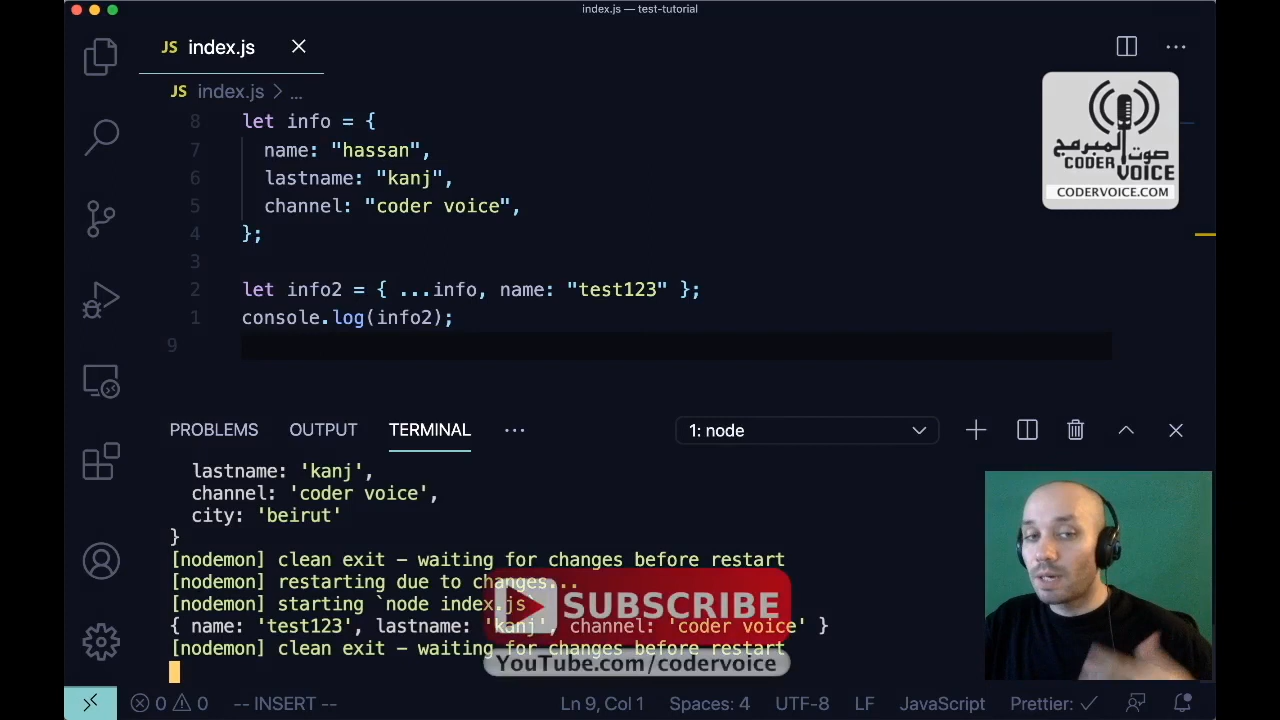 index.js — test-tutorial
JS index.js
JS index.js > ...
8 let info = {
7 name: "hassan",
6 lastname: "kanj",
5 channel: "coder voice",
4 };
3
2 let info2 = { ...info, name: "test123" };
1 console.log(info2);
9
صوت المبرمج
CODER VOICE
CODERVOICE.COM
PROBLEMS OUTPUT TERMINAL ... 1: node
lastname: 'kanj',
channel: 'coder voice',
city: 'beirut'
}
[nodemon] clean exit - waiting for changes before restart
[nodemon] restarting due to changes...
[nodemon] starting `node index.js`
{ name: 'test123', lastname: 'kanj', channel: 'coder voice' }
[nodemon] clean exit - waiting for changes before restart
SUBSCRIBE
YouTube.com/codervoice
0 0 -- INSERT -- Ln 9, Col 1 Spaces: 4 UTF-8 LF JavaScript Prettier: ✓